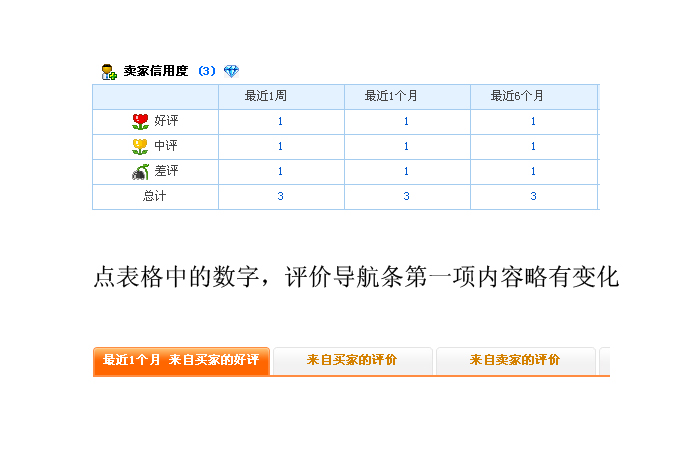 卖家信用度 (3)
最近1周 最近1个月 最近6个月
好评 1 1 1
中评 1 1 1
差评 1 1 1
总计 3 3 3
点表格中的数字，评价导航条第一项内容略有变化
最近1个月 来自买家的好评 来自买家的评价 来自卖家的评价